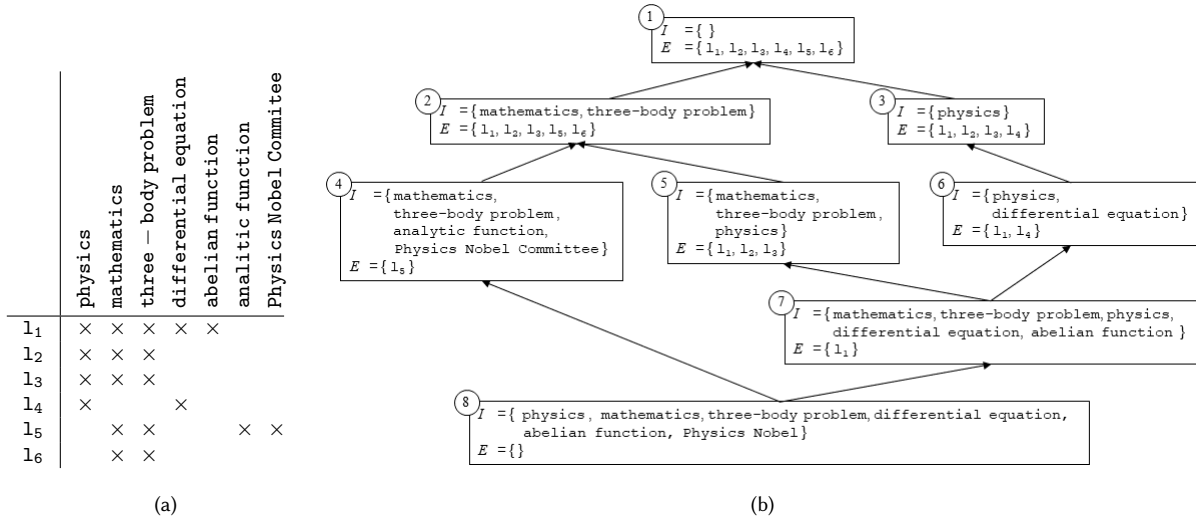 physics
mathematics
three − body problem
differential equation
abelian function
analitic function
Physics Nobel Commitee
l₁ × × × × ×
l₂ × × ×
l₃ × × ×
l₄ × ×
l₅ × × × ×
l₆ × ×
(a)
1
I ={ }
E ={ l₁, l₂, l₃, l₄, l₅, l₆}
2
I ={mathematics, three-body problem}
E ={ l₁, l₂, l₃, l₅, l₆}
3
I ={physics}
E ={ l₁, l₂, l₃, l₄}
4
I ={mathematics,
three-body problem,
analytic function,
Physics Nobel Committee}
E ={ l₅}
5
I ={mathematics,
three-body problem,
physics}
E ={ l₁, l₂, l₃}
6
I ={physics,
differential equation}
E ={ l₁, l₄}
7
I ={mathematics, three-body problem, physics,
differential equation, abelian function }
E ={ l₁}
8
I ={ physics, mathematics, three-body problem, differential equation,
abelian function, Physics Nobel}
E ={}
(b)